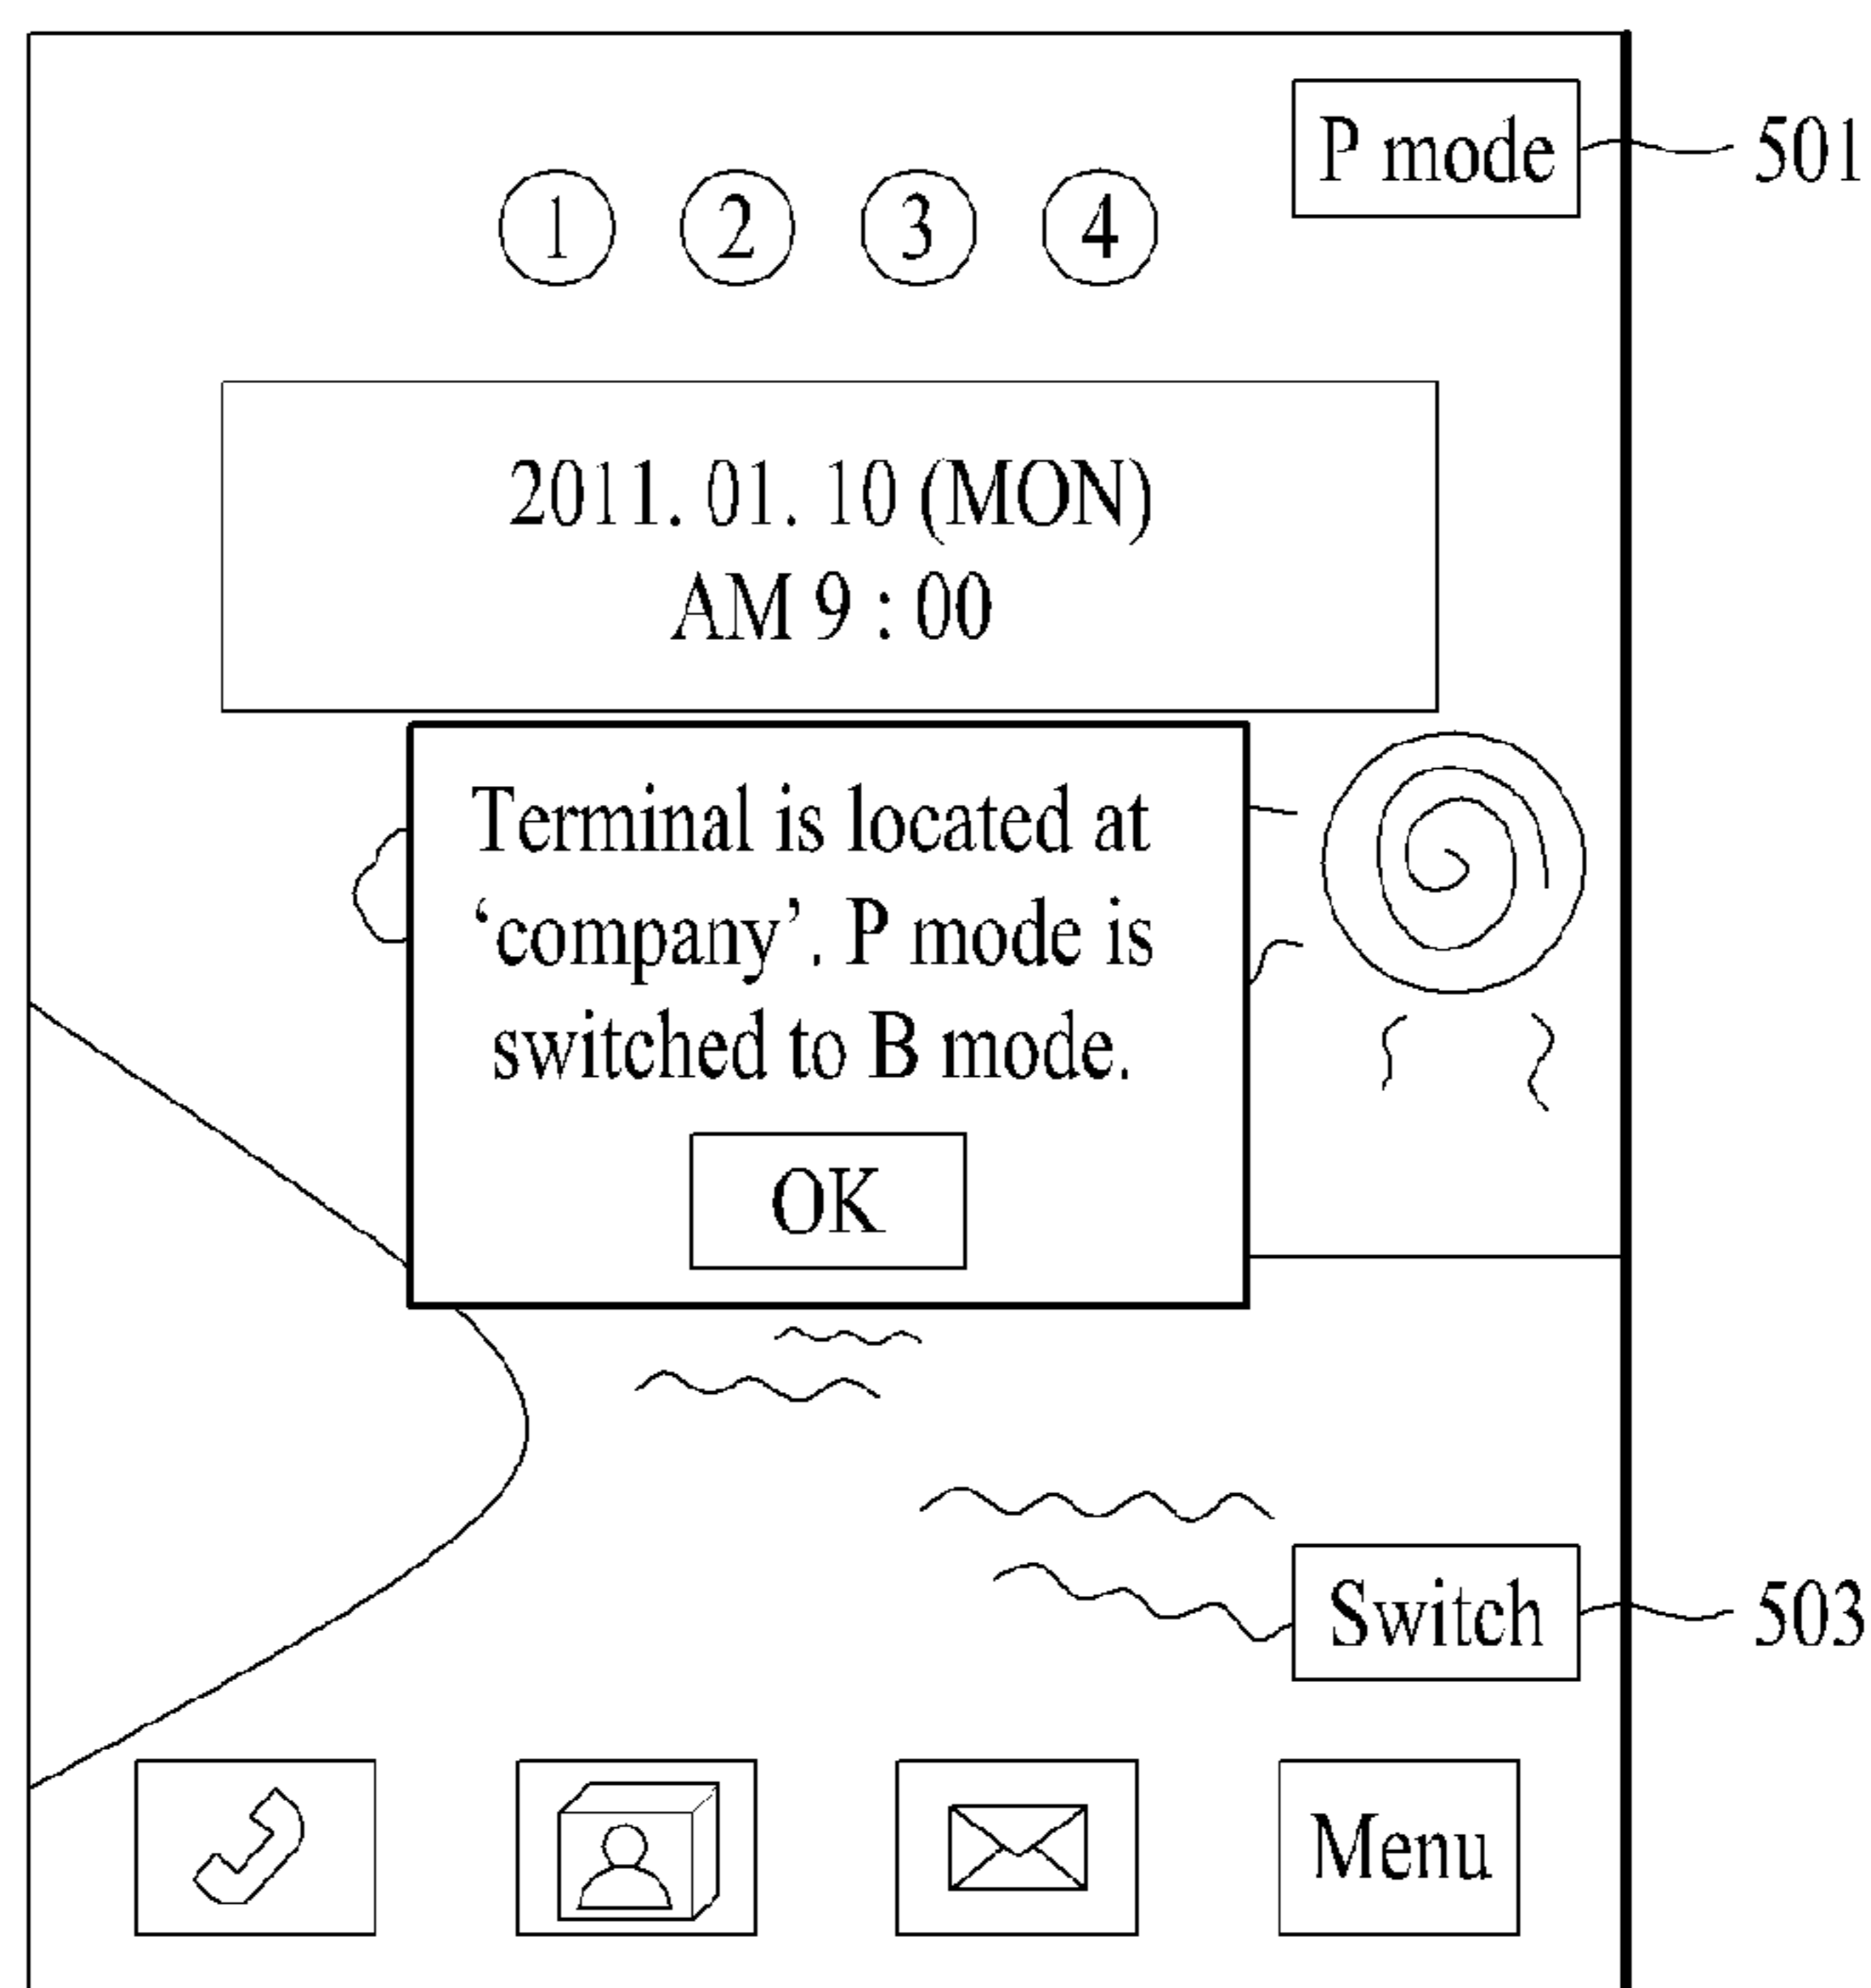 P mode
501
1 2 3 4
2011. 01. 10 (MON)
AM 9 : 00
Terminal is located at
‘company’. P mode is
switched to B mode.
OK
Switch
503
Menu